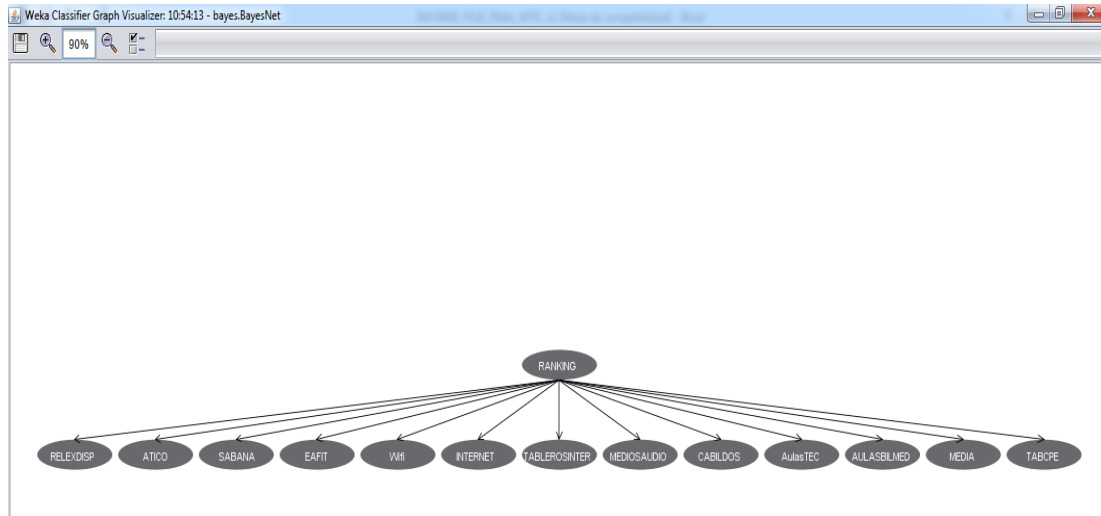 Weka Classifier Graph Visualizer: 10:54:13 - bayes.BayesNet
90%
RANKING
RELEXDISP ATICO SABANA EAFIT Wifi INTERNET TABLEROSINTER MEDIOSAUDIO CABILDOS AulasTEC AULASBILMED MEDIA TABCPE